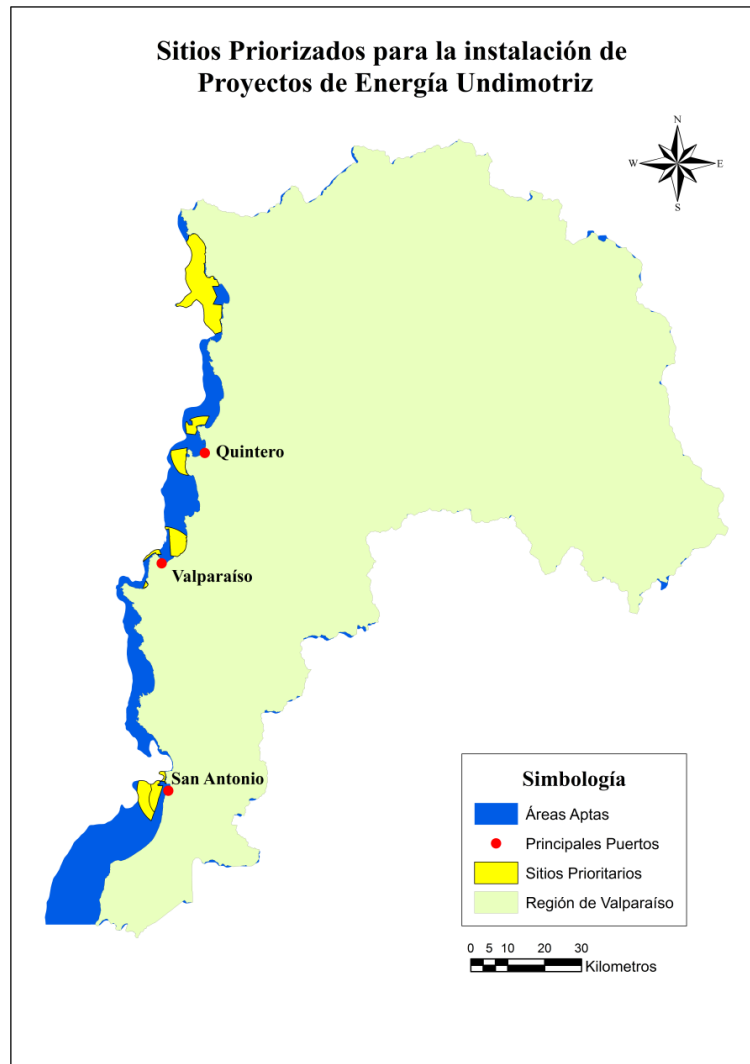 Sitios Priorizados para la instalación de
Proyectos de Energía Undimotriz
N
W
E
S
Quintero
Valparaíso
San Antonio
Simbología
Áreas Aptas
Principales Puertos
Sitios Prioritarios
Región de Valparaíso
0 5 10 20 30
Kilometros